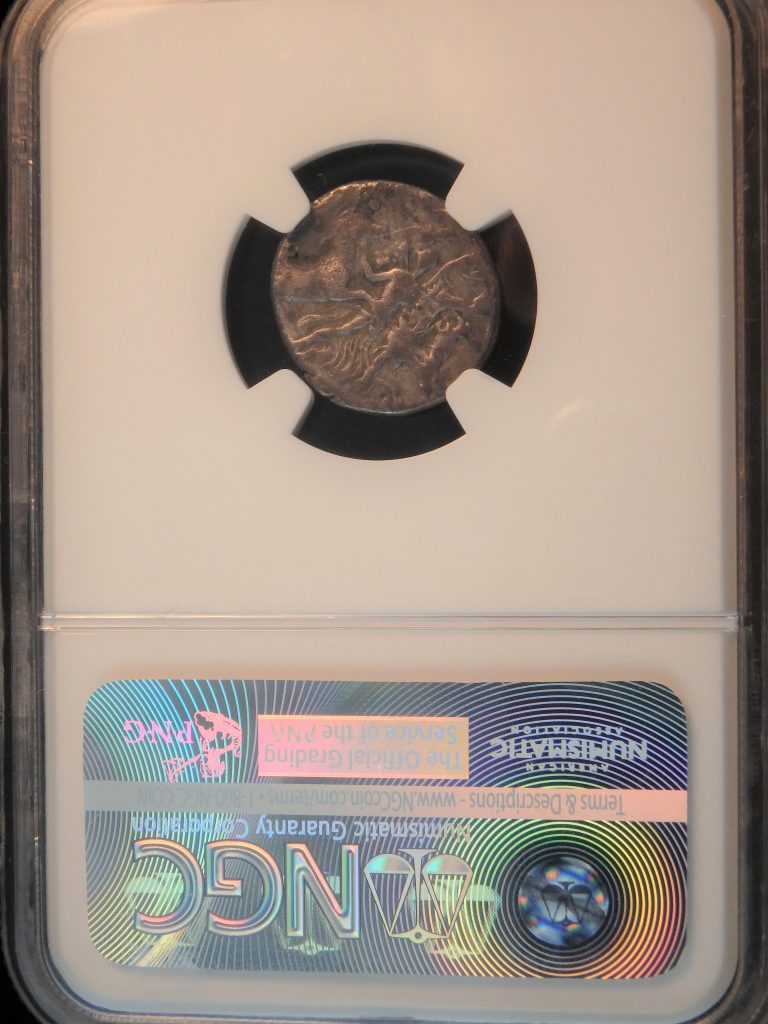 NGC
Numismatic Guaranty Corporation
Terms & Descriptions - www.NGCcoin.com/terms • 1-800-NGC-COIN
AMERICAN
NUMISMATIC
ASSOCIATION
The Official Grading
Service of the PNG
PNG